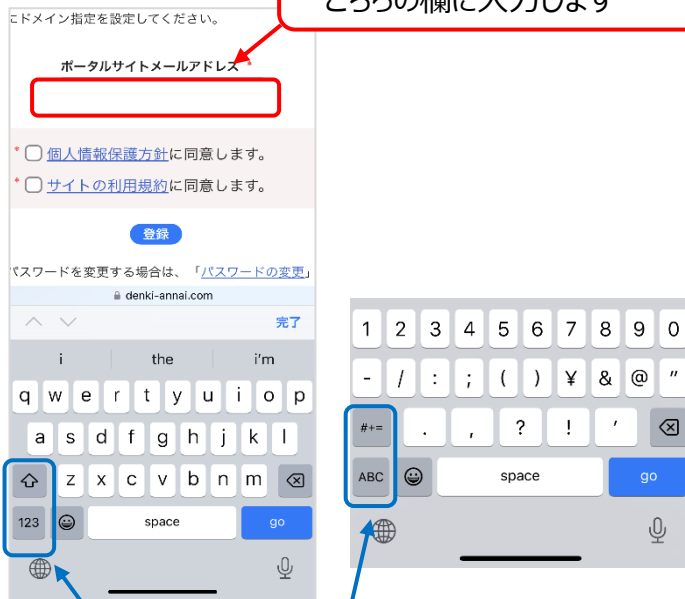 こちらの欄に入力します
にドメイン指定を設定してください。
ポータルサイトメールアドレス *
* 個人情報保護方針に同意します。
* サイトの利用規約に同意します。
登録
パスワードを変更する場合は、「パスワードの変更」
denki-annai.com
完了
i the i'm
q w e r t y u i o p
a s d f g h j k l
z x c v b n m
123 space go
1 2 3 4 5 6 7 8 9 0
- / : ; ( ) ¥ & @ "
#+= . , ? ! '
ABC space go